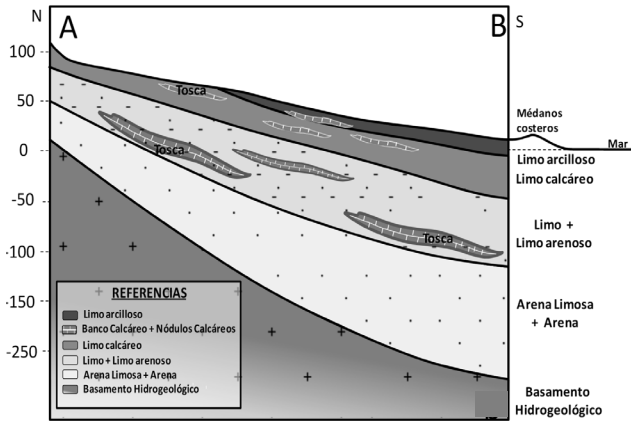 N
A
B
S
100
50
0
-50
-100
-150
-250
Tosca
Tosca
Tosca
Médanos
costeros
Mar
Limo arcilloso
Limo calcáreo
Limo +
Limo arenoso
Arena Limosa
+ Arena
Basamento
Hidrogeológico
REFERENCIAS
Limo arcilloso
Banco Calcáreo + Nódulos Calcáreos
Limo calcáreo
Limo + Limo arenoso
Arena Limosa + Arena
Basamento Hidrogeológico